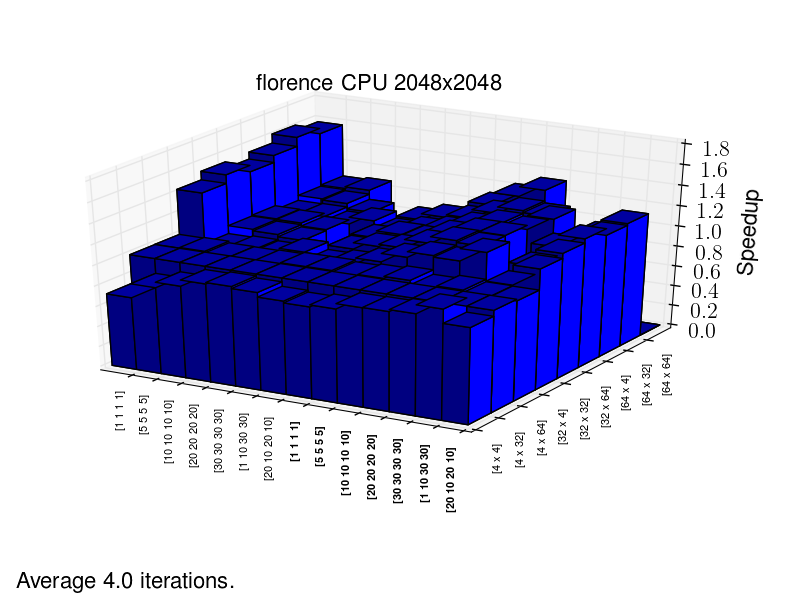 florence CPU 2048x2048
1.8
1.6
1.4
1.2
1.0
0.8
0.6
0.4
0.2
0.0
Speedup
[1 1 1 1]
[5 5 5 5]
[10 10 10 10]
[20 20 20 20]
[30 30 30 30]
[1 10 30 30]
[20 10 20 10]
[1 1 1 1]
[5 5 5 5]
[10 10 10 10]
[20 20 20 20]
[30 30 30 30]
[1 10 30 30]
[20 10 20 10]
[4 x 4]
[4 x 32]
[4 x 64]
[32 x 4]
[32 x 32]
[32 x 64]
[64 x 4]
[64 x 32]
[64 x 64]
Average 4.0 iterations.